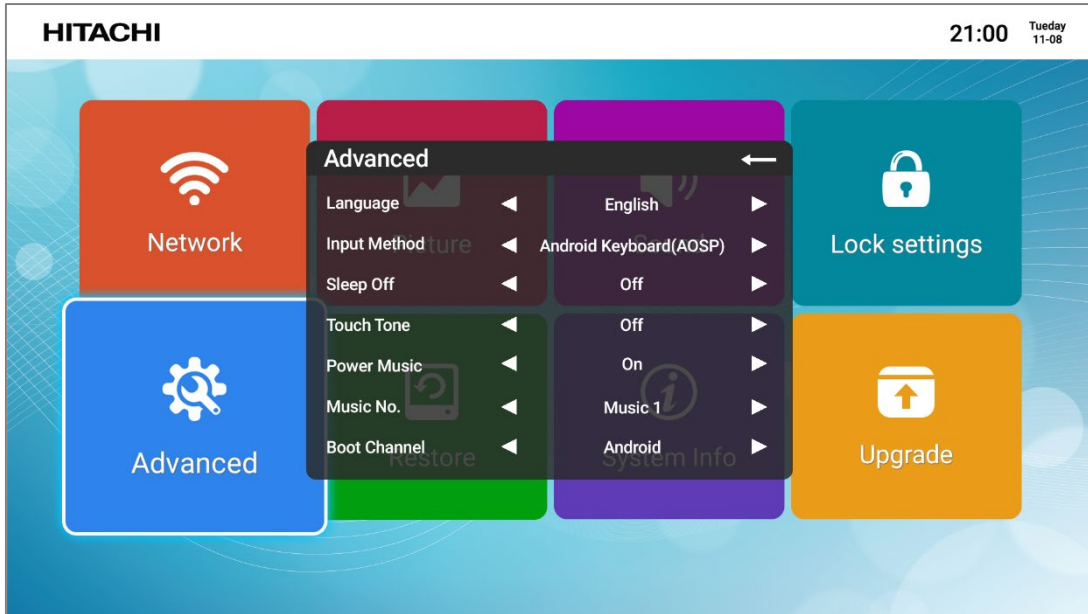 HITACHI
21:00
Tueday
11-08
Network
Picture
Sound
Lock settings
Advanced
Language
English
Input Method
Android Keyboard(AOSP)
Sleep Off
Off
Touch Tone
Off
Power Music
On
Music No.
Music 1
Boot Channel
Android
Advanced
Restore
System Info
Upgrade